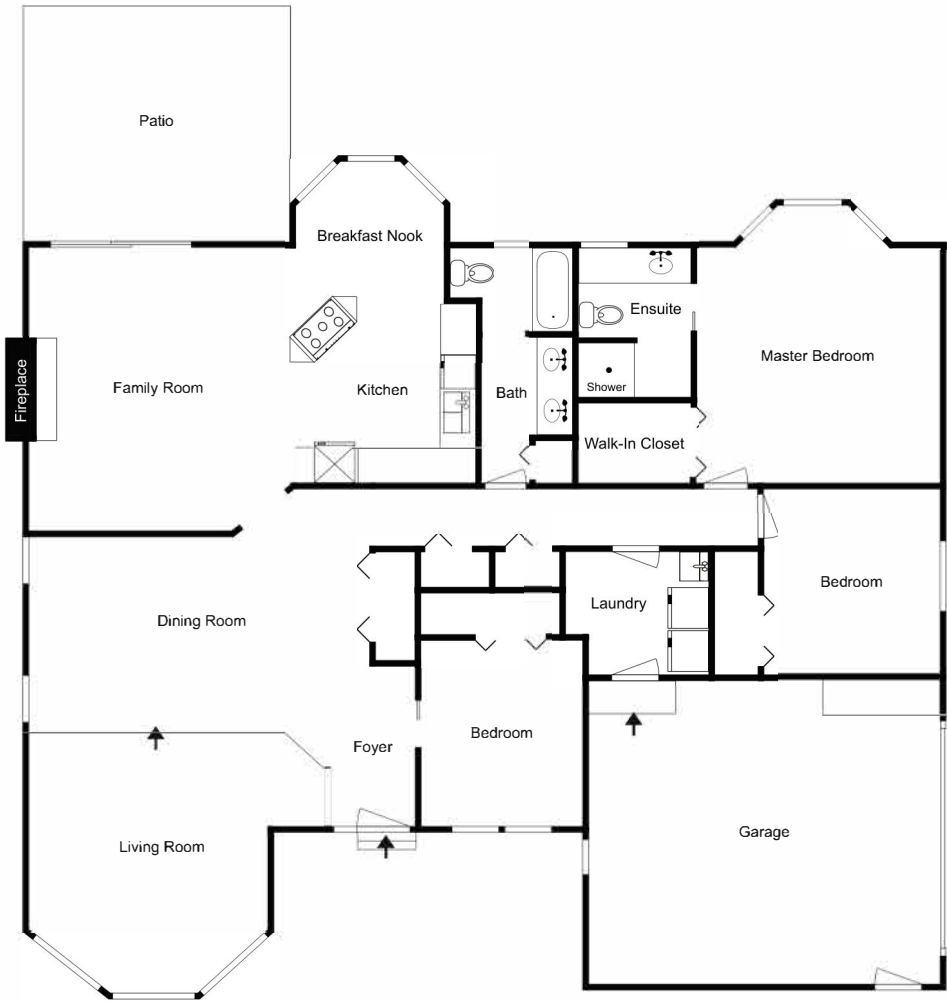 Patio
Breakfast Nook
Ensuite
Master Bedroom
Fireplace
Family Room
Kitchen
Bath
Shower
Walk-In Closet
Bedroom
Laundry
Dining Room
Foyer
Bedroom
Garage
Living Room